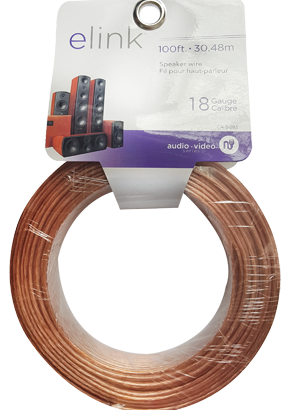 elink
100ft. • 30.48m
Speaker wire
Fil pour haut-parleur
18 Gauge
Calibre
audio • video